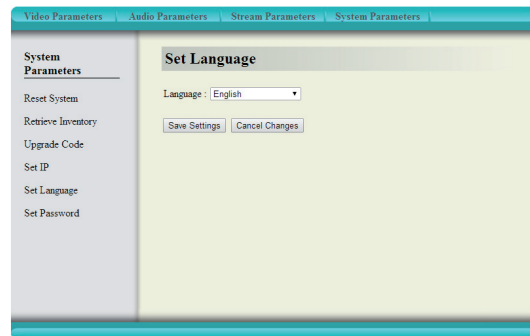 Video Parameters Audio Parameters Stream Parameters System Parameters
System
Parameters
Reset System
Retrieve Inventory
Upgrade Code
Set IP
Set Language
Set Password
Set Language
Language : English
Save Settings Cancel Changes